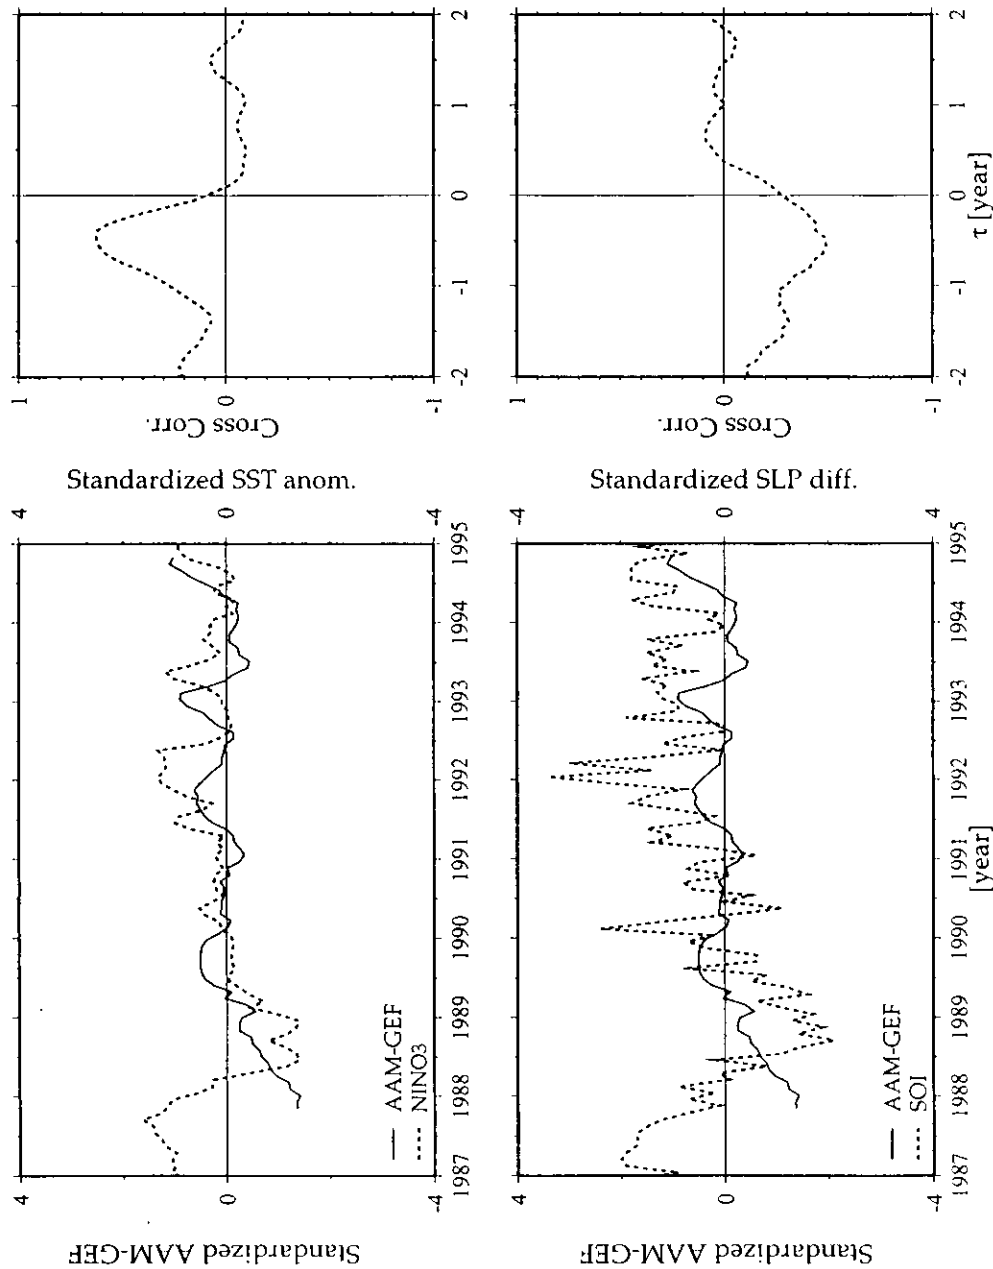 Standardized AAM-GEF
4
0
-4
AAM-GEF
NINO3
1987 1988 1989 1990 1991 1992 1993 1994 1995
4
0
-4
Standardized SST anom.
Cross Corr.
1
0
-1
-2 -1 0 1 2
Standardized AAM-GEF
4
0
-4
AAM-GEF
SOI
1987 1988 1989 1990 1991 1992 1993 1994 1995
[year]
-4
0
4
Standardized SLP diff.
Cross Corr.
1
0
-1
-2 -1 0 1 2
τ [year]